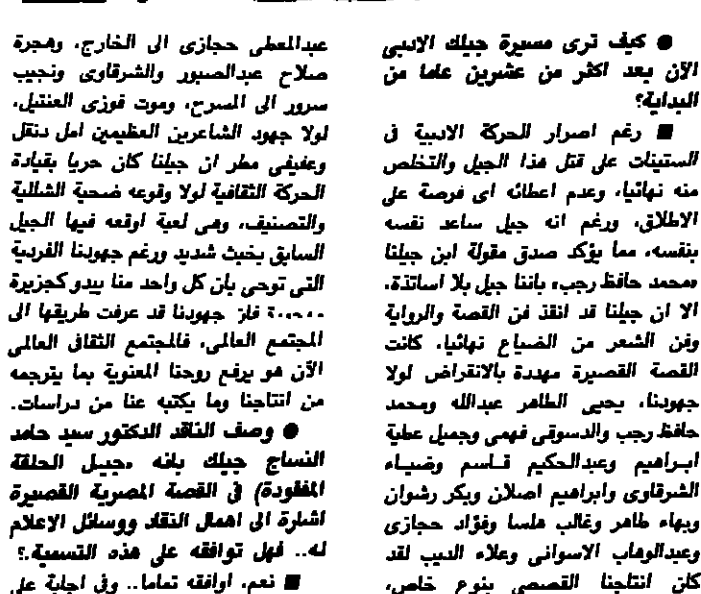 ● كيف ترى مسيرة جيلك الادبى
الآن بعد اكثر من عشرين عاما من
البداية؟
■ رغم اصرار الحركة الادبية فى
الستينات على قتل هذا الجيل والتخلص
منه نهائيا، وعدم اعطائه اى فرصة على
الاطلاق، ورغم انه جيل ساعد نفسه
بنفسه، مما يؤكد صدق مقولة ابن جيلنا
«محمد حافظ رجب» باننا جيل بلا اساتذة،
الا ان جيلنا قد انقذ فن القصة والرواية
وفن الشعر من الضياع نهائيا، كانت
القصة القصيرة مهددة بالانقراض لولا
جهودنا، يحيى الطاهر عبدالله ومحمد
حافظ رجب والدسوقى فهمى وجميل عطية
ابراهيم وعبدالحكيم قاسم وضياء
الشرقاوى وابراهيم اصلان وبكر رشوان
وبهاء طاهر وغالب هلسا وفؤاد حجازى
وعبدالوهاب الاسوانى وعلاء الديب لقد
كان انتاجنا القصصى بنوع خاص،
عبدالمعطى حجازى الى الخارج، وهجرة
صلاح عبدالصبور والشرقاوى ونجيب
سرور الى المسرح، وموت فوزى العنتيل،
لولا جهود الشاعرين العظيمين امل دنقل
وعفيفى مطر ان جيلنا كان حريا بقيادة
الحركة الثقافية لولا وقوعه ضحية الشللية
والتصنيف، وهى لعبة اوقعه فيها الجيل
السابق بخبث شديد ورغم جهودنا الفردية
التى توحى بان كل واحد منا يبدو كجزيرة
فان جهودنا قد عرفت طريقها الى
المجتمع العالى، فالمجتمع الثقافى العالمى
الآن هو يرفع روحنا المعنوية بما يترجمه
من انتاجنا وما يكتبه عنا من دراسات.
● وصف الناقد الدكتور سيد حامد
النساج جيلك بانه «جيل الحلقة
المفقودة) فى القصة المصرية القصيرة
اشارة الى اهمال النقاد ووسائل الاعلام
له.. فهل توافقه على هذه التسمية.؟
■ نعم، اوافقه تماما.. وفى اجابة على